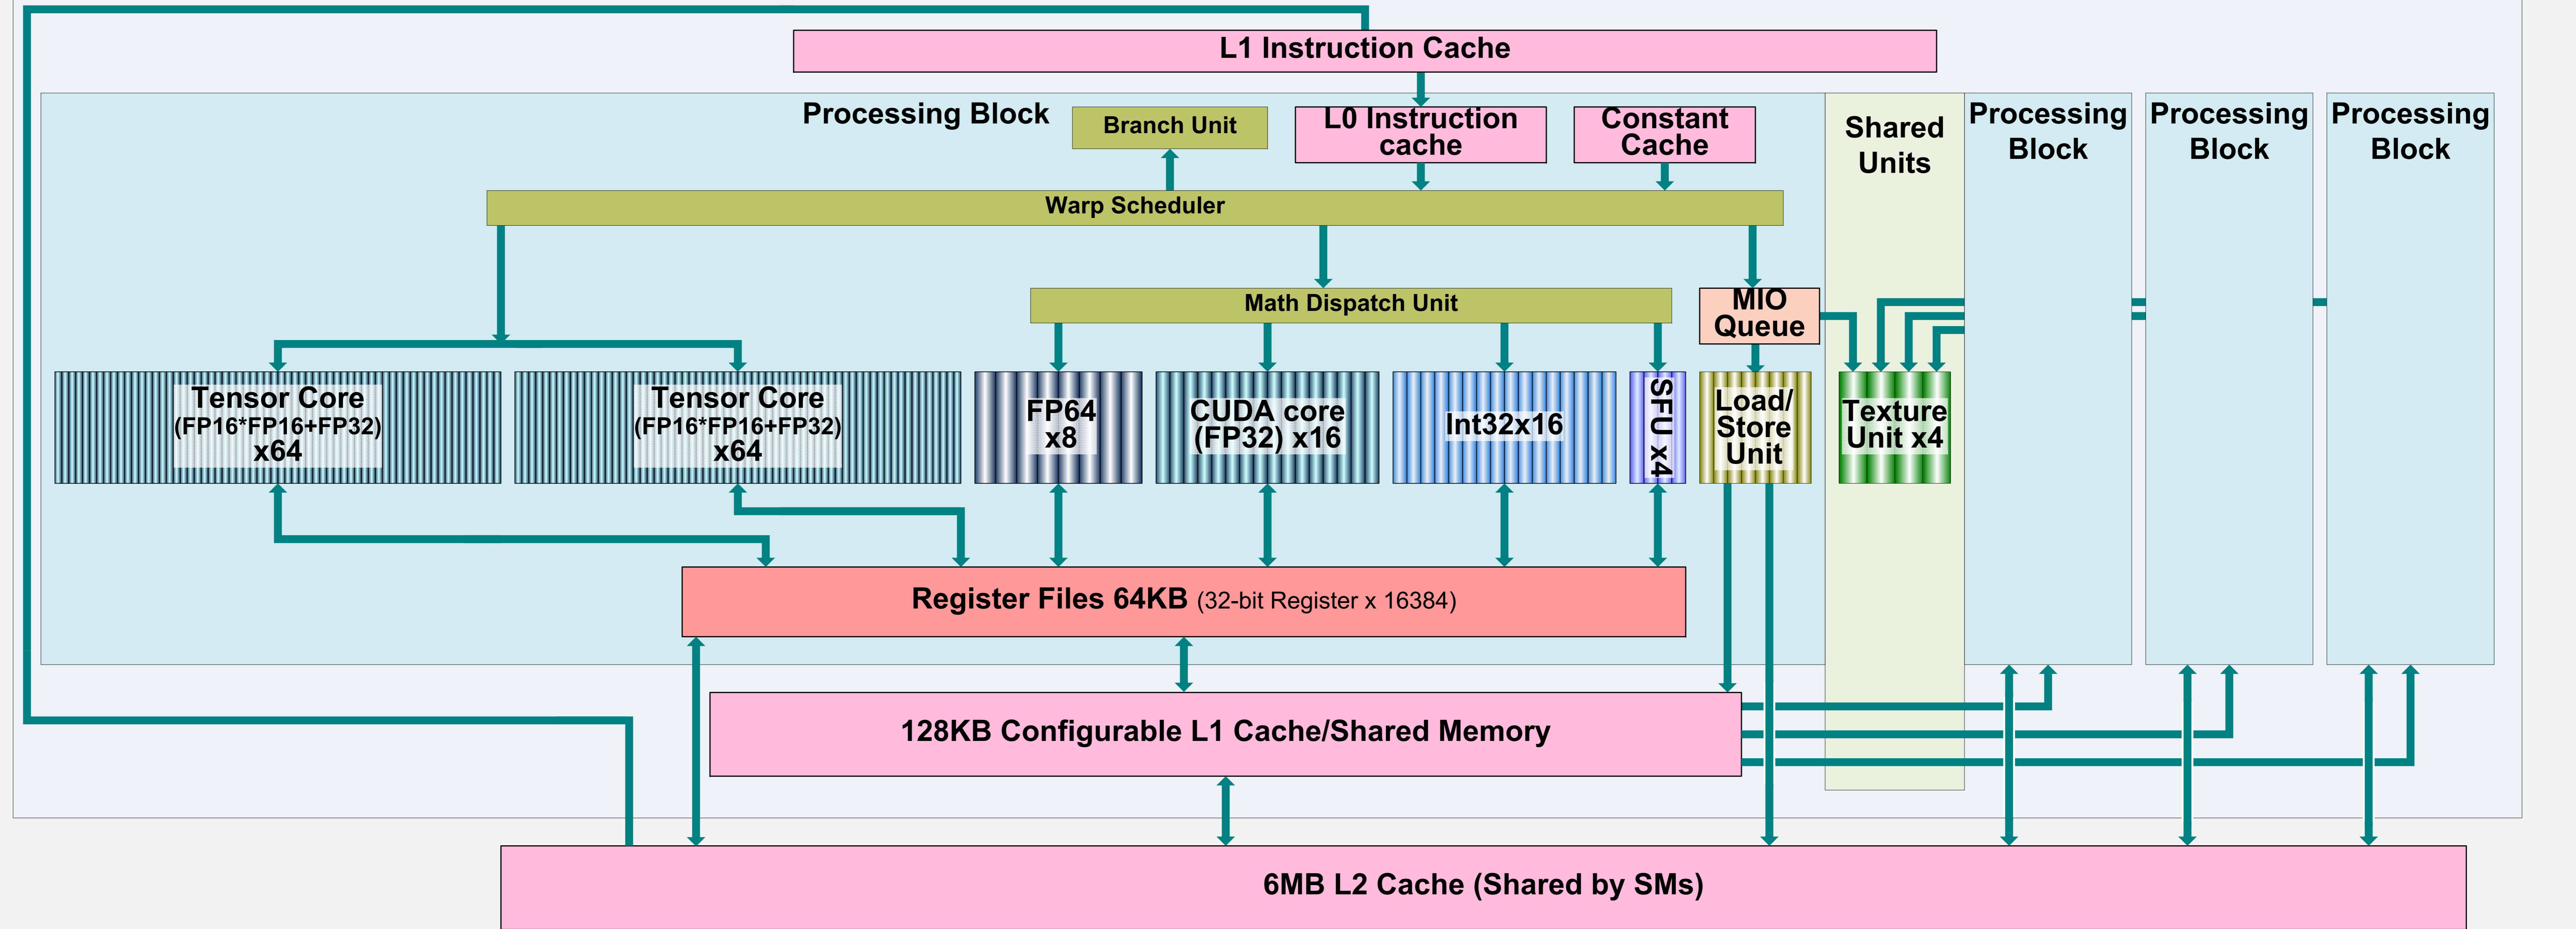 L1 Instruction Cache
Processing Block
Branch Unit
L0 Instruction
cache
Constant
Cache
Shared
Units
Processing
Block
Processing
Block
Processing
Block
Warp Scheduler
Math Dispatch Unit
MIO
Queue
Tensor Core
(FP16*FP16+FP32)
x64
Tensor Core
(FP16*FP16+FP32)
x64
FP64
x8
CUDA core
(FP32) x16
Int32x16
SFU x4
Load/
Store
Unit
Texture
Unit x4
Register Files 64KB (32-bit Register x 16384)
128KB Configurable L1 Cache/Shared Memory
6MB L2 Cache (Shared by SMs)